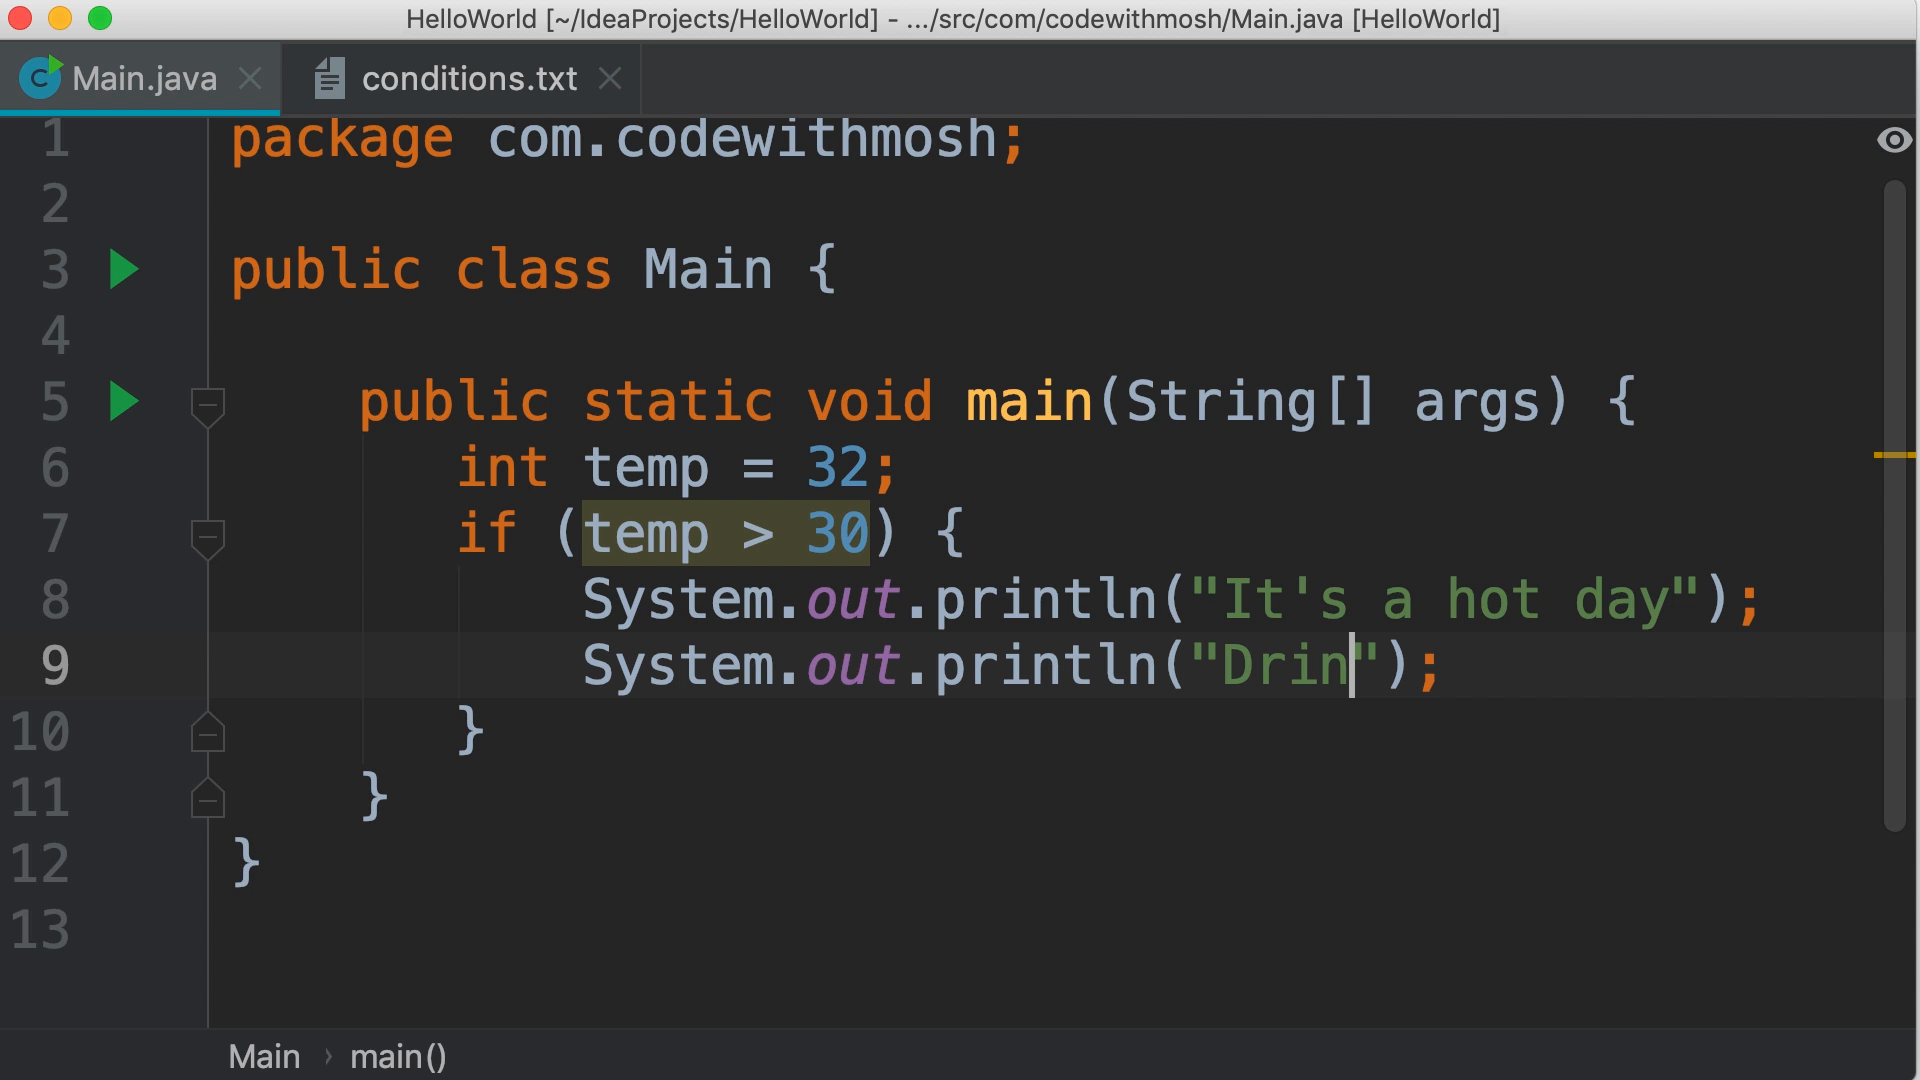 HelloWorld [~/IdeaProjects/HelloWorld] - .../src/com/codewithmosh/Main.java [HelloWorld]
Main.java conditions.txt
1 package com.codewithmosh;
2
3 public class Main {
4
5 public static void main(String[] args) {
6 int temp = 32;
7 if (temp > 30) {
8 System.out.println("It's a hot day");
9 System.out.println("Drin");
10 }
11 }
12 }
13
Main › main()